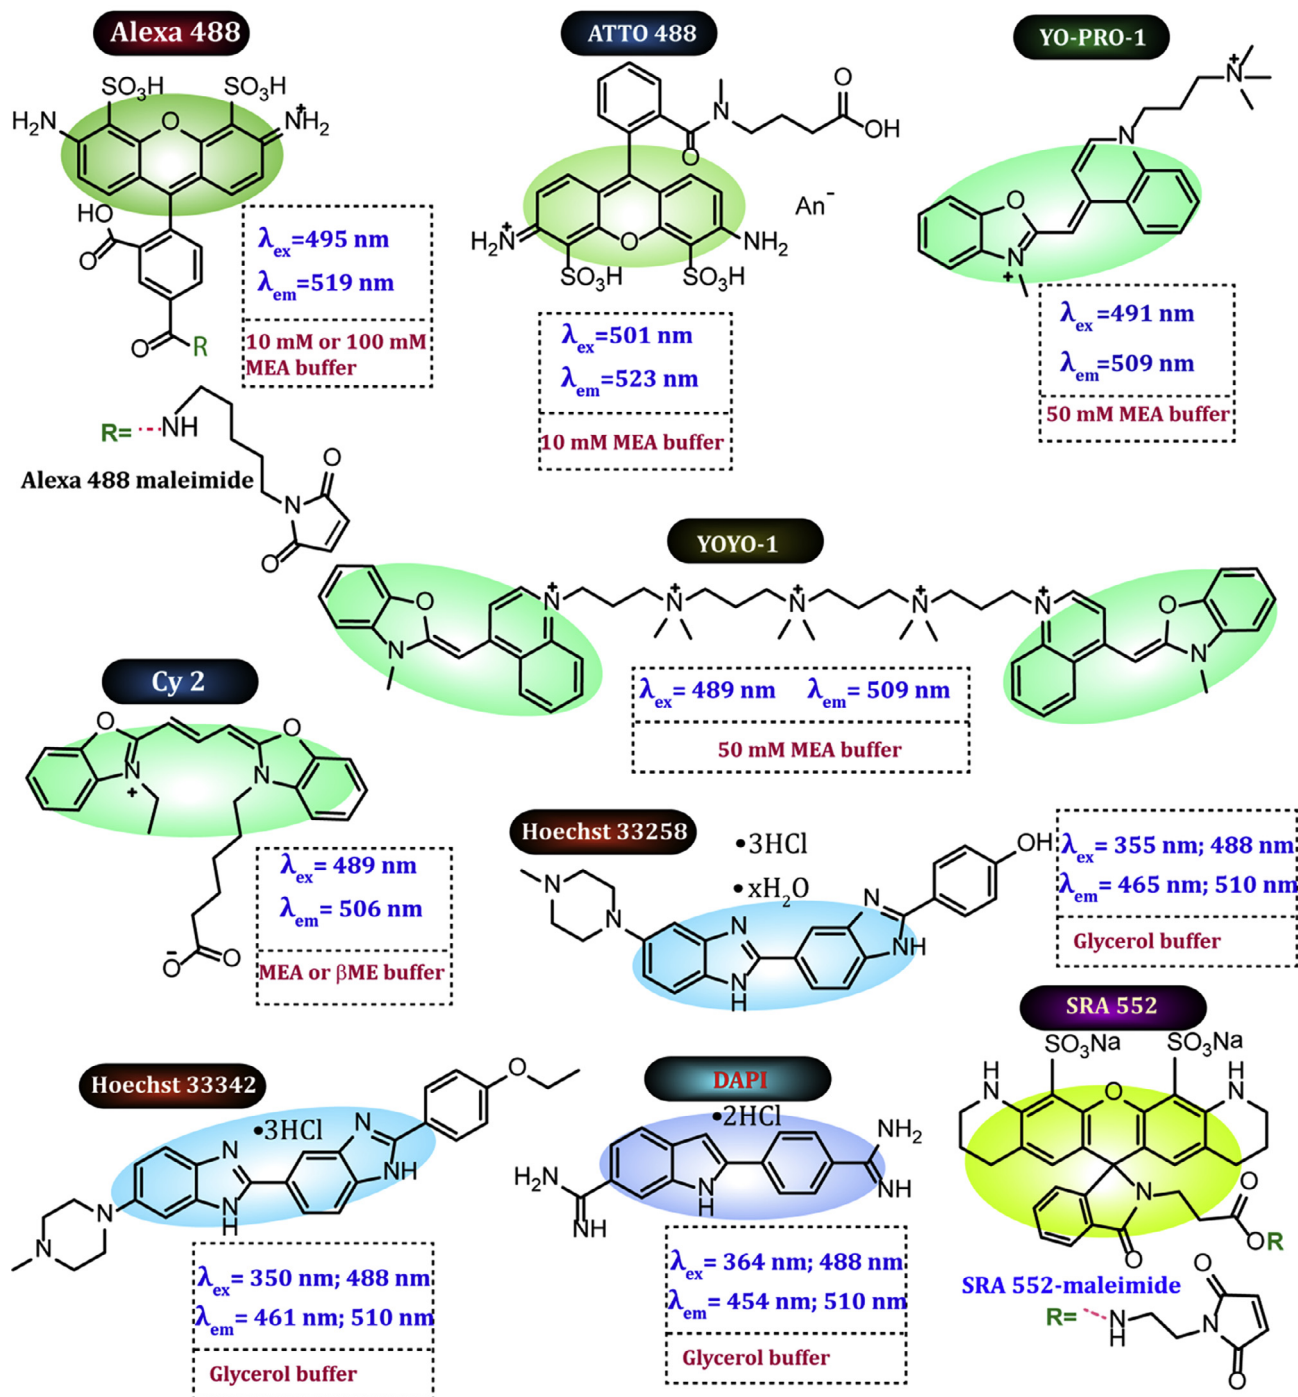 Alexa 488
SO₃H
SO₃H
H₂N
O
NH₂
+
HO
O
O
R
λex=495 nm
λem=519 nm
10 mM or 100 mM
MEA buffer
R=
NH
O
N
O
Alexa 488 maleimide
ATTO 488
O
N
O
OH
An⁻
H₂N
+
O
NH₂
SO₃H
SO₃H
λex=501 nm
λem=523 nm
10 mM MEA buffer
YO-PRO-1
N
+
N
O
N
+
λex=491 nm
λem=509 nm
50 mM MEA buffer
YOYO-1
O
N
N
+
N
+
N
+
N
+
N
+
O
N
λex= 489 nm λem= 509 nm
50 mM MEA buffer
Cy 2
O
O
N
+
N
O⁻
O
λex= 489 nm
λem= 506 nm
MEA or βME buffer
Hoechst 33258
•3HCl
•xH₂O
OH
N
N
N
N
H
N
NH
λex= 355 nm; 488 nm
λem= 465 nm; 510 nm
Glycerol buffer
Hoechst 33342
•3HCl
O
N
N
N
H
NH
N
N
λex= 350 nm; 488 nm
λem= 461 nm; 510 nm
Glycerol buffer
DAPI
•2HCl
NH₂
NH
H₂N
NH
N
H
λex= 364 nm; 488 nm
λem= 454 nm; 510 nm
Glycerol buffer
SRA 552
SO₃Na
SO₃Na
H
N
O
H
N
N
O
O
OR
SRA 552-maleimide
R=
N
H
O
N
O